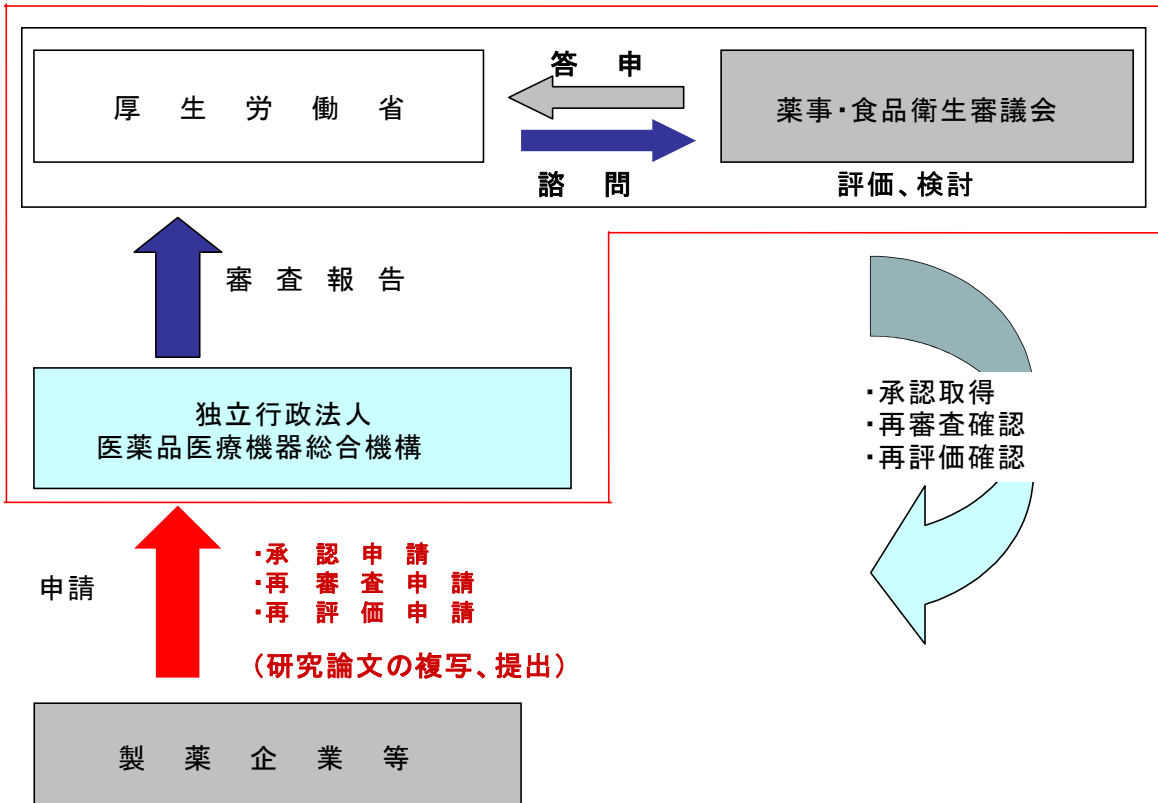 答 申
厚 生 労 働 省
薬事・食品衛生審議会
諮 問
評価、検討
審 査 報 告
独立行政法人
医薬品医療機器総合機構
・承認取得
・再審査確認
・再評価確認
申請
・承 認 申 請
・再 審 査 申 請
・再 評 価 申 請
（研究論文の複写、提出）
製 薬 企 業 等